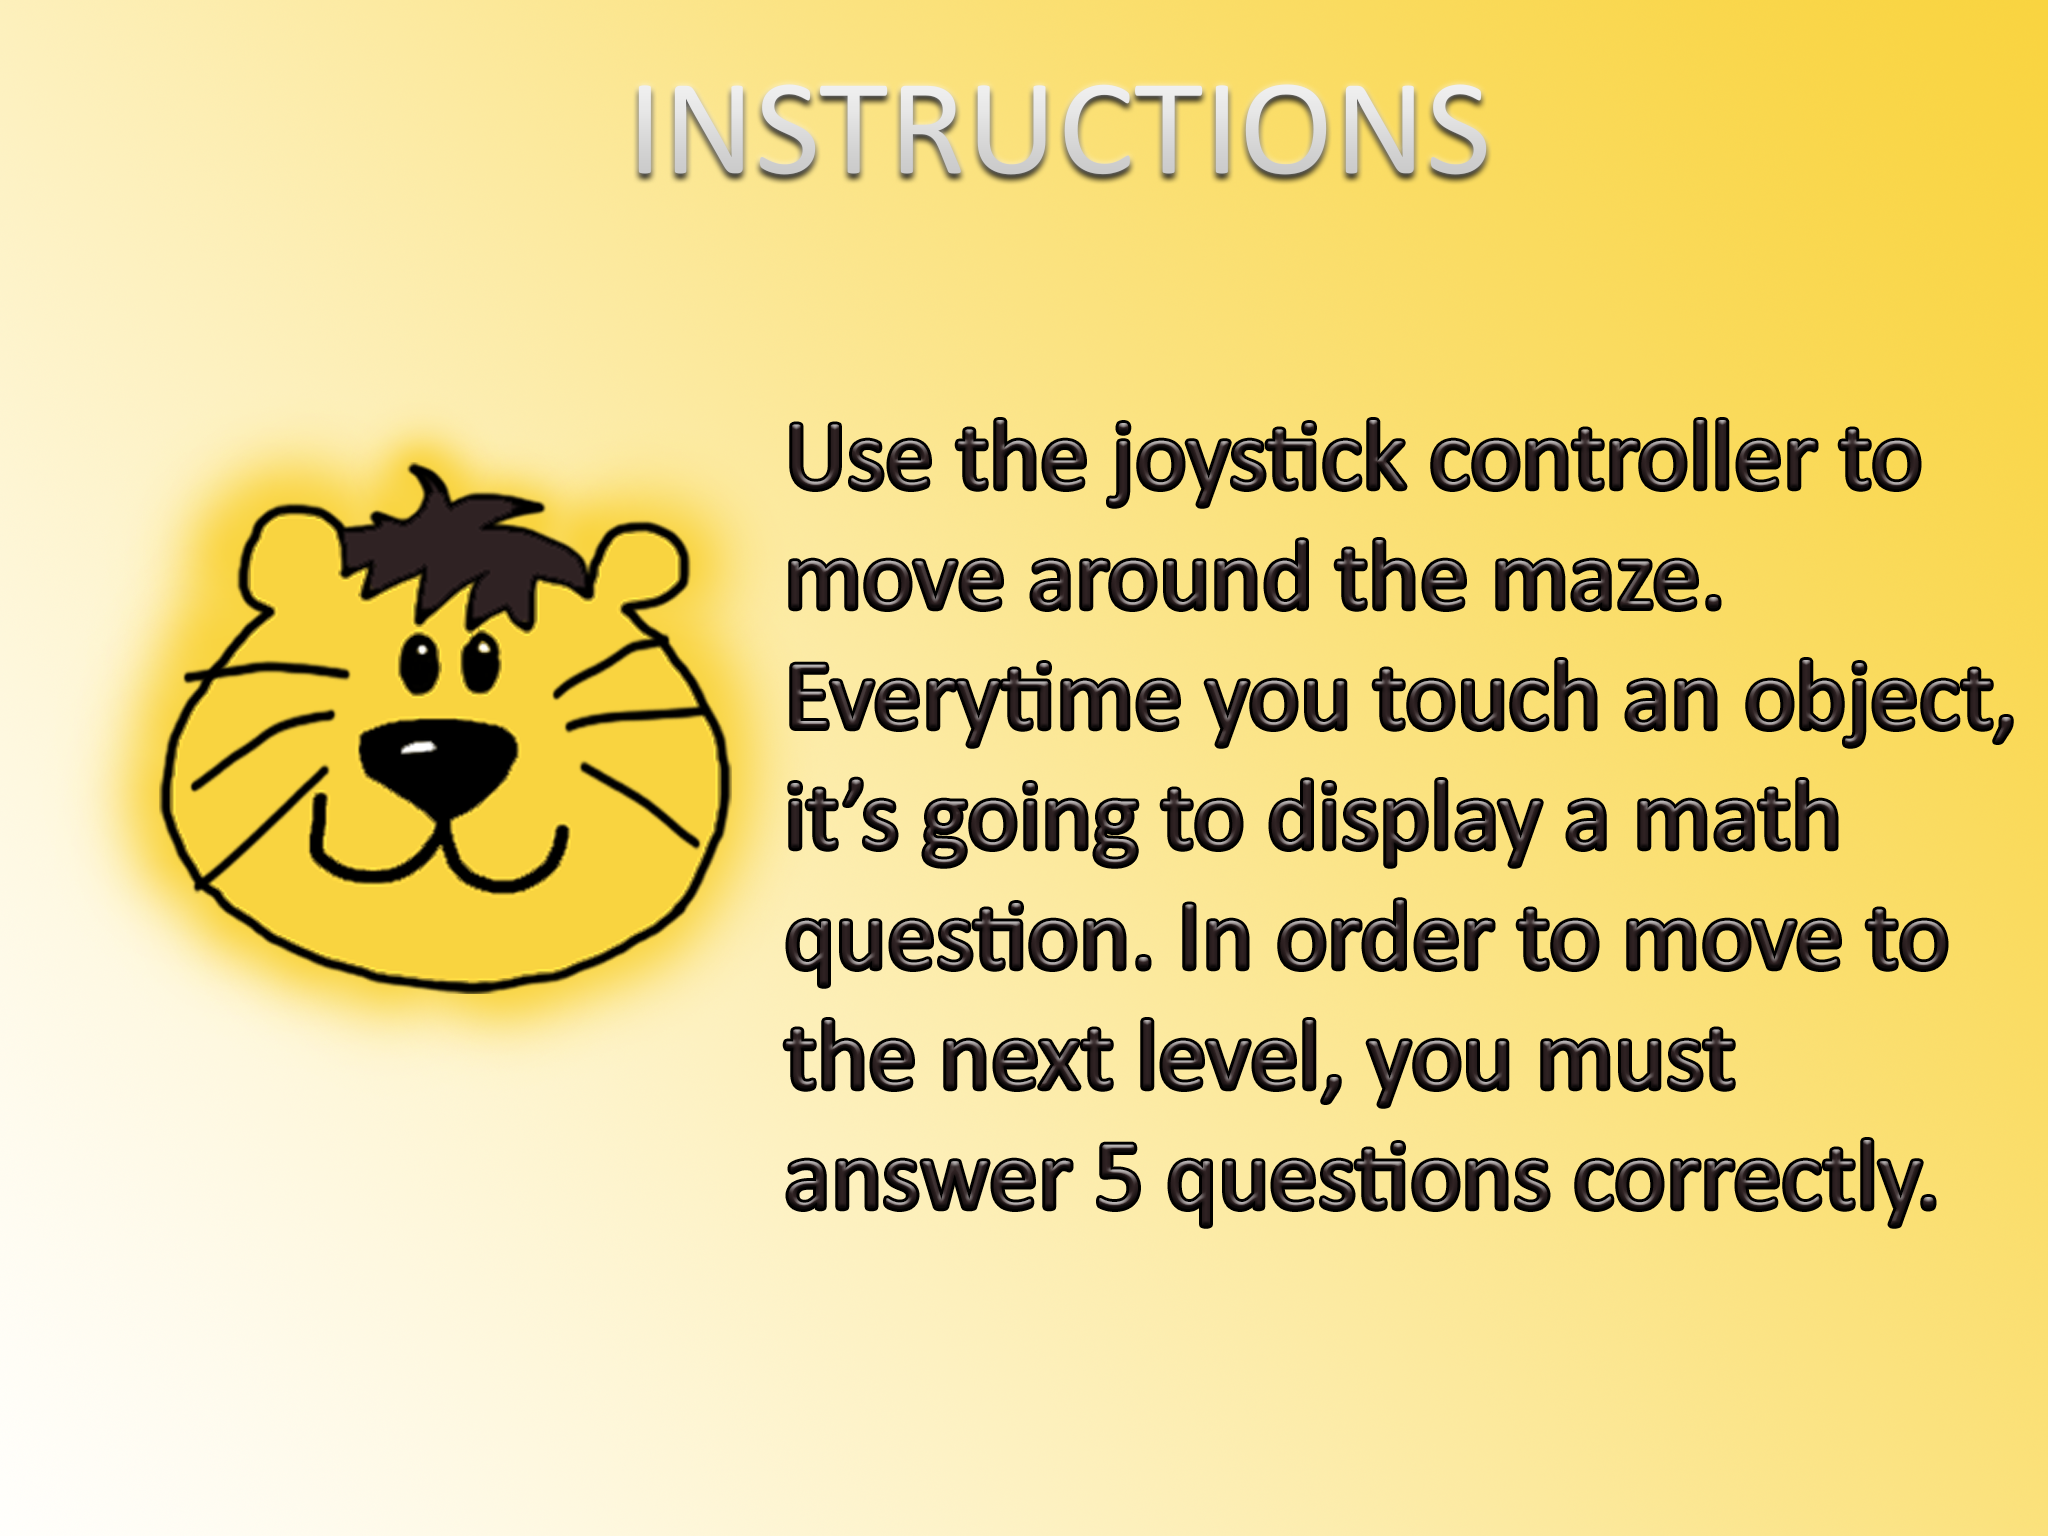 INSTRUCTIONS
Use the joystick controller to
move around the maze.
Everytime you touch an object,
it’s going to display a math
question. In order to move to
the next level, you must
answer 5 questions correctly.